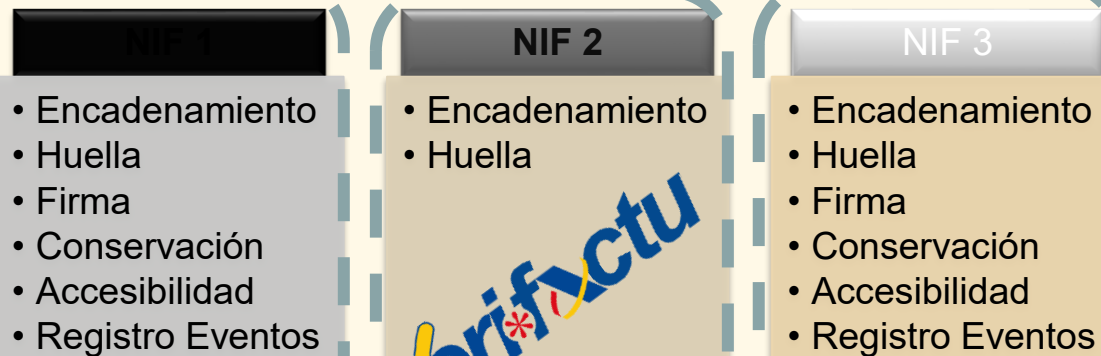 NIF 1
• Encadenamiento
• Huella
• Firma
• Conservación
• Accesibilidad
• Registro Eventos
NIF 2
• Encadenamiento
• Huella
NIF 3
• Encadenamiento
• Huella
• Firma
• Conservación
• Accesibilidad
• Registro Eventos